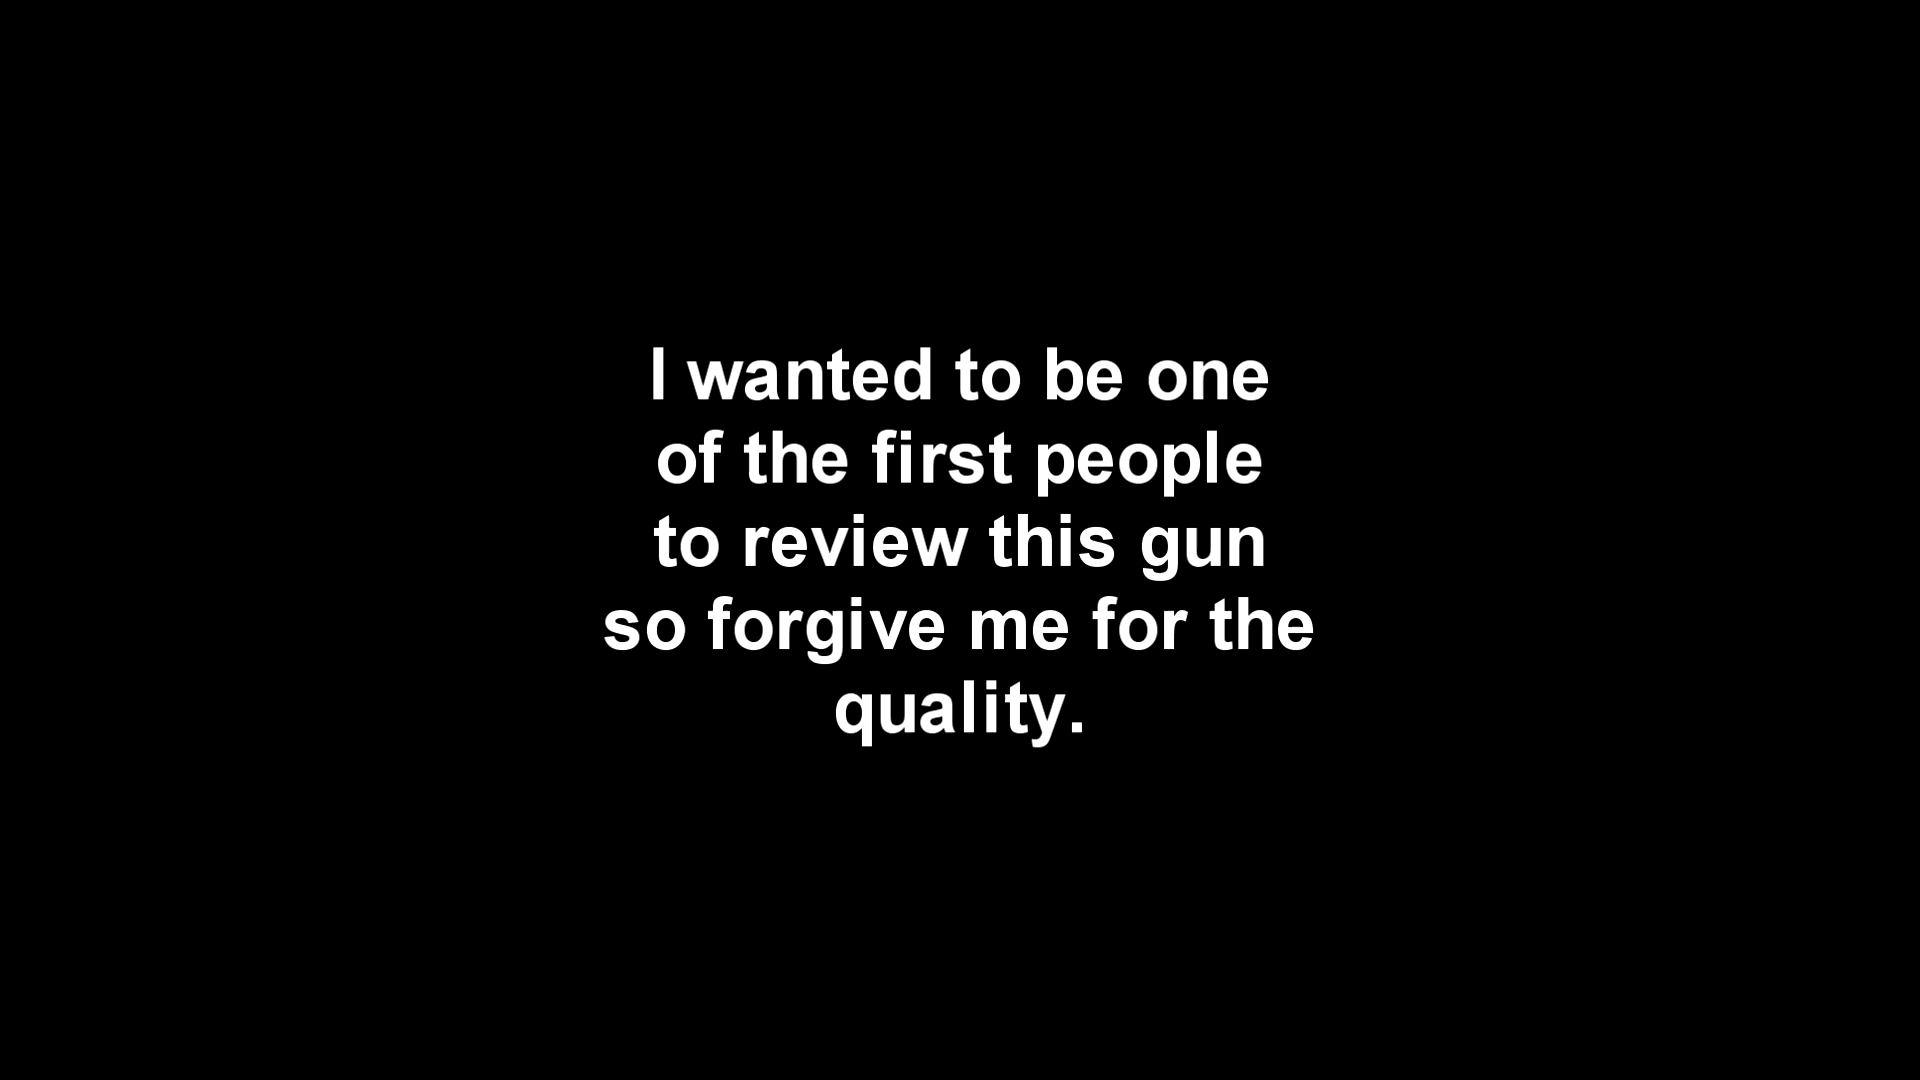 I wanted to be one
of the first people
to review this gun
so forgive me for the
quality.